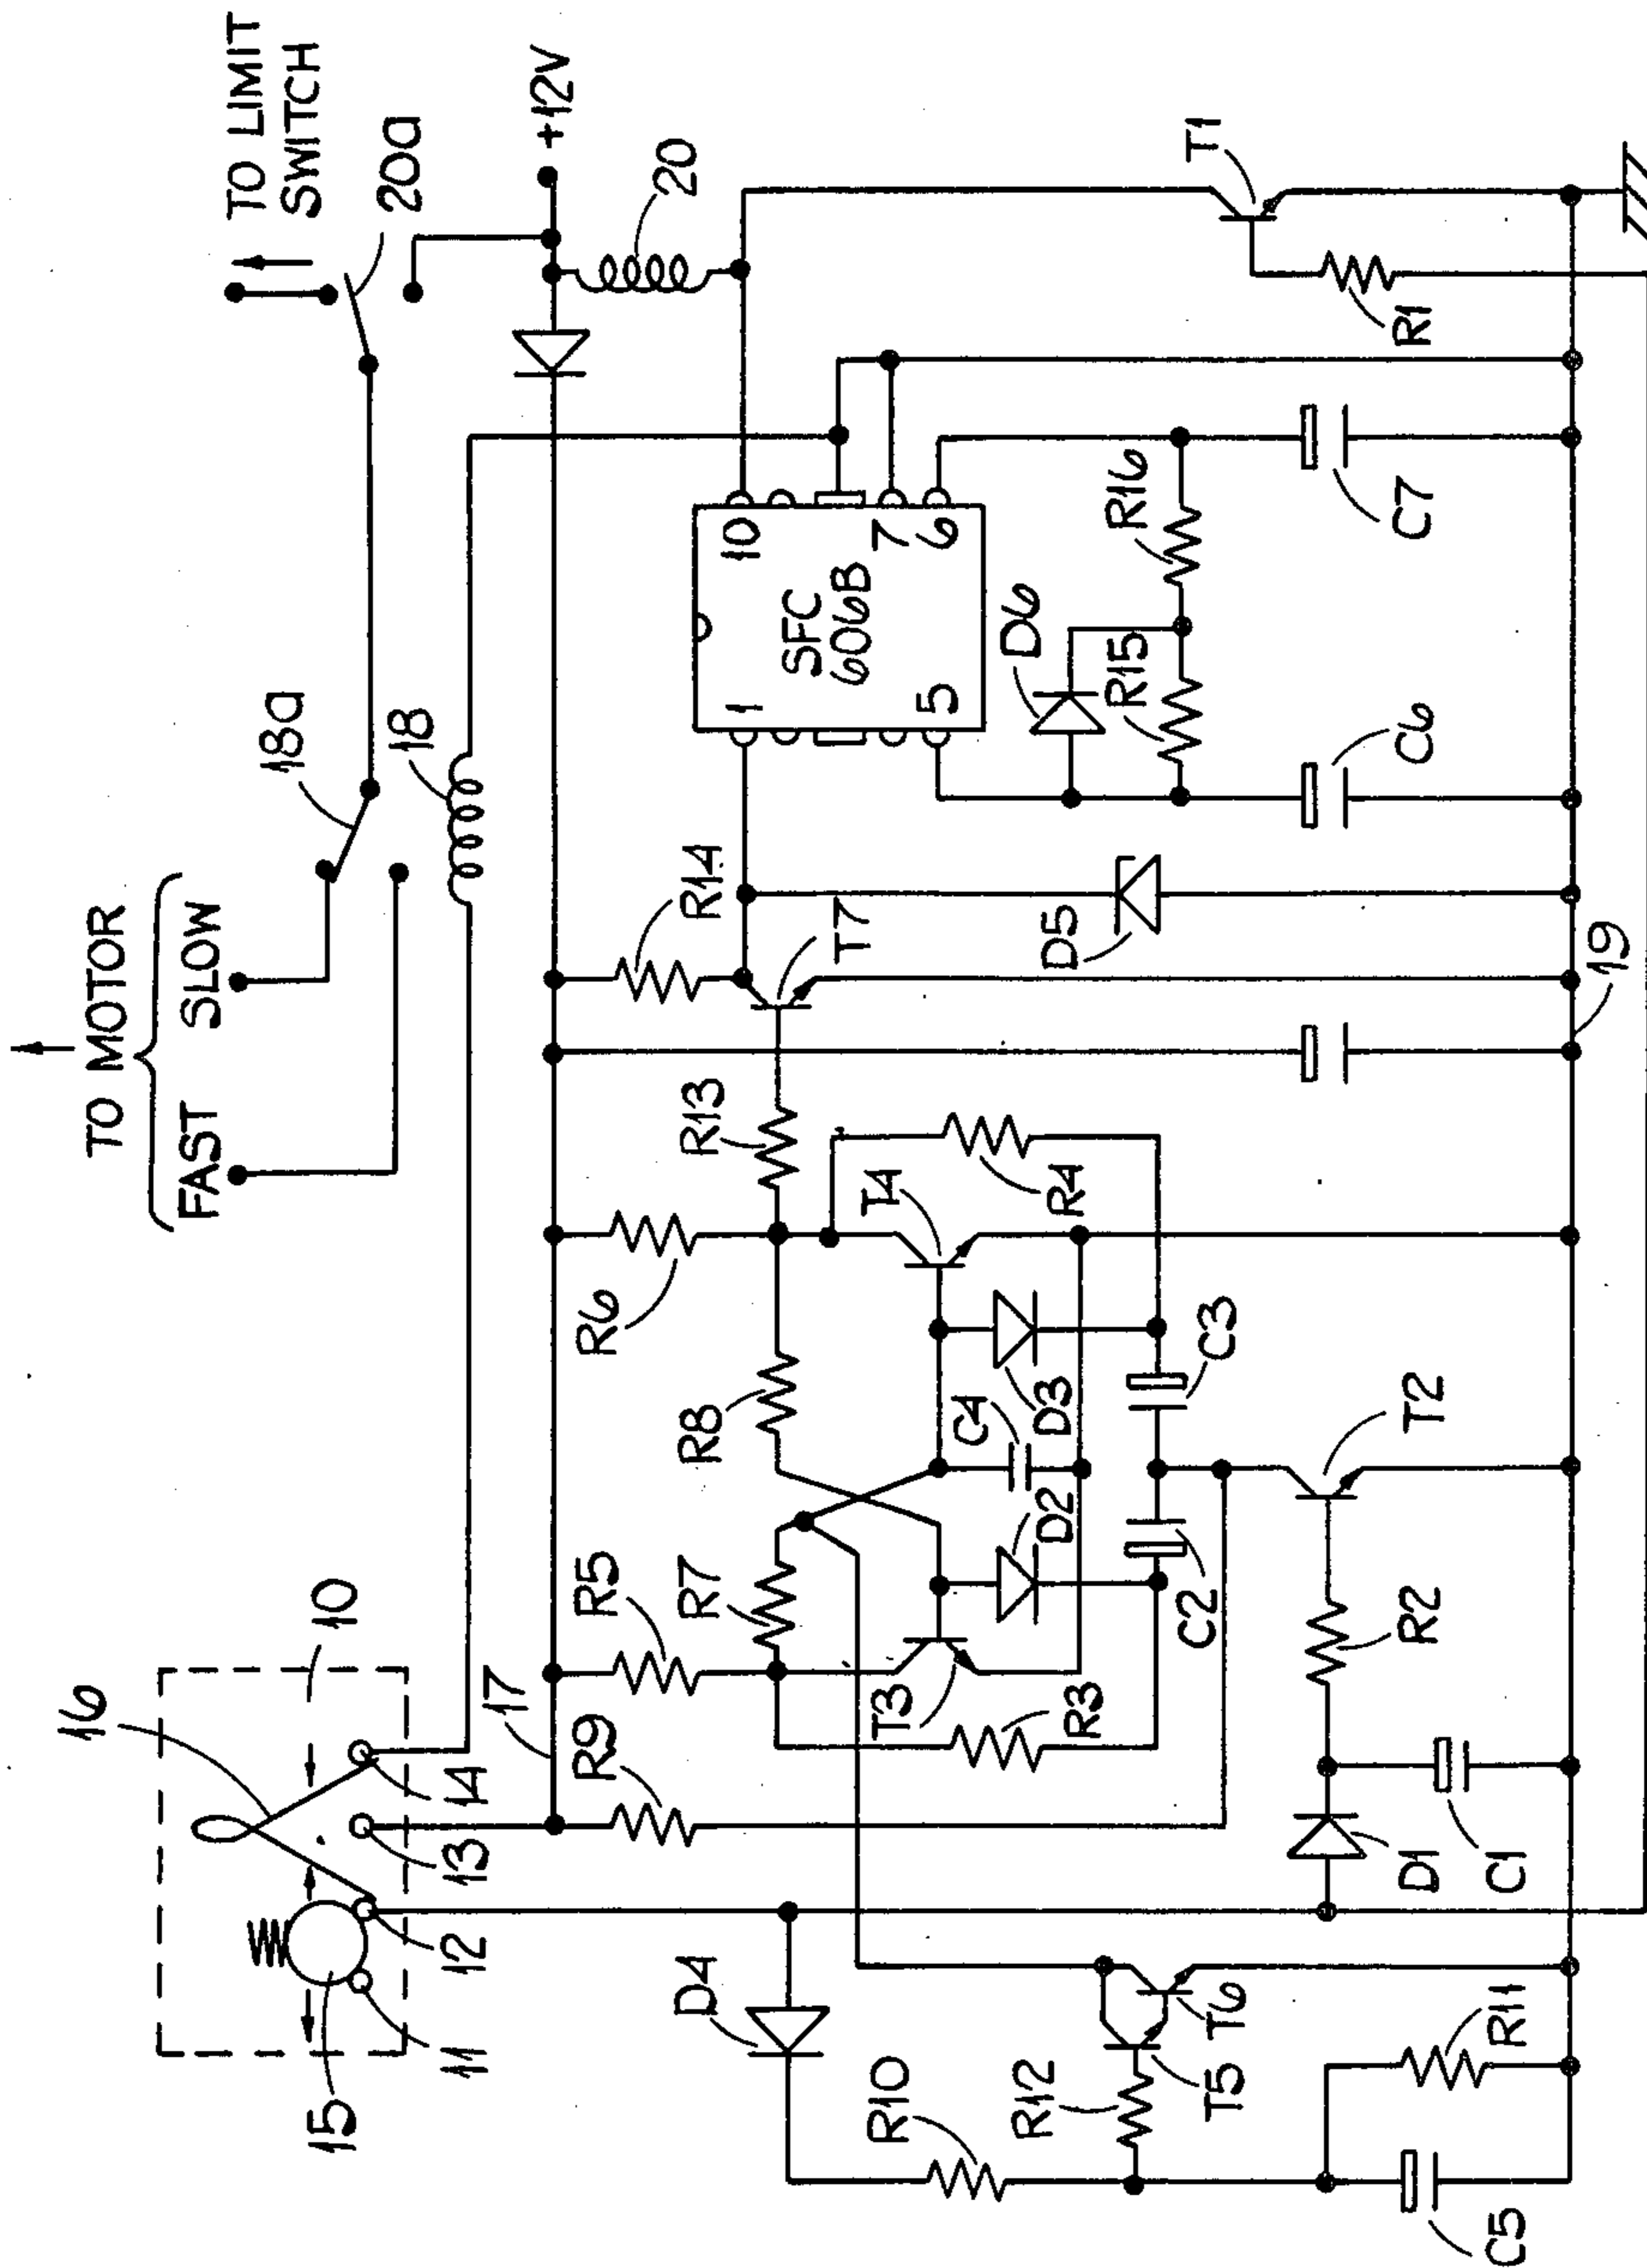 TO LIMIT
SWITCH
20a
+12V
20
TO MOTOR
FAST SLOW
18a
18
10
16
15
11
12
13
14
17
R9
R5
R7
R8
R6
R13
R14
1
10
SFC
606B
5
7
6
D6
R15
R16
C6
C7
T1
R1
D5
T7
19
T4
R4
D3
C3
C4
D2
C2
T3
R3
T2
R2
D1
C1
D4
R10
R12
T5
T6
R11
C5